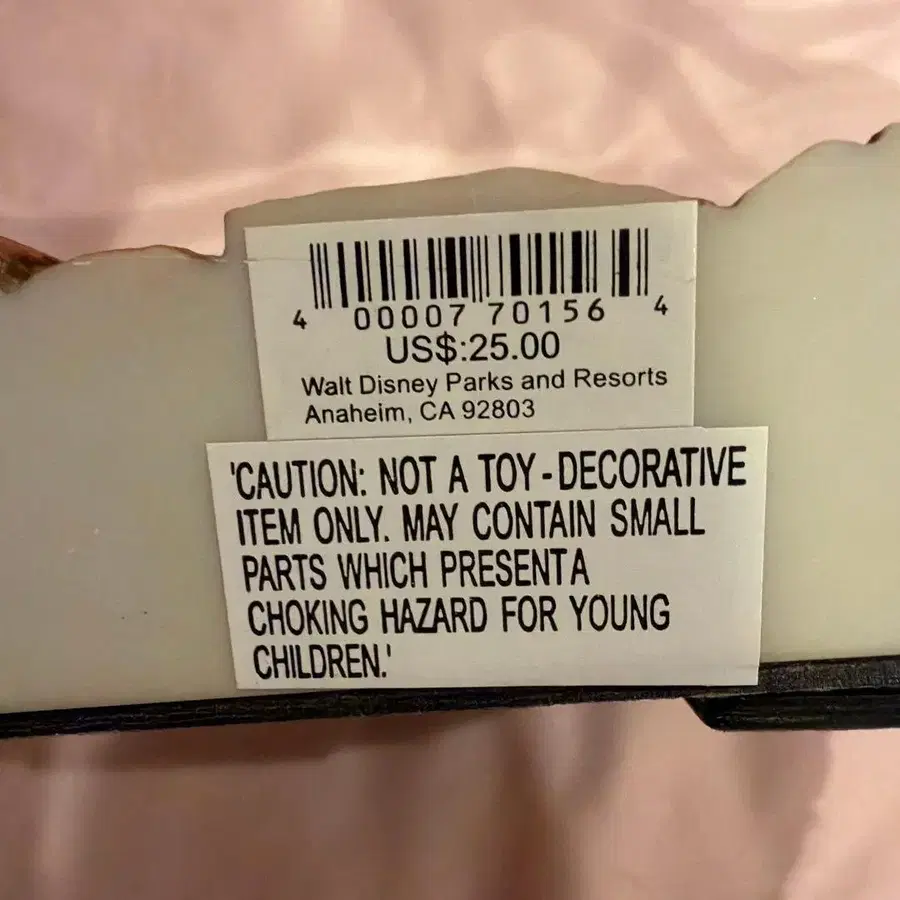 4 00007 70156 4
US$:25.00
Walt Disney Parks and Resorts
Anaheim, CA 92803
'CAUTION: NOT A TOY - DECORATIVE
ITEM ONLY. MAY CONTAIN SMALL
PARTS WHICH PRESENT A
CHOKING HAZARD FOR YOUNG
CHILDREN.'